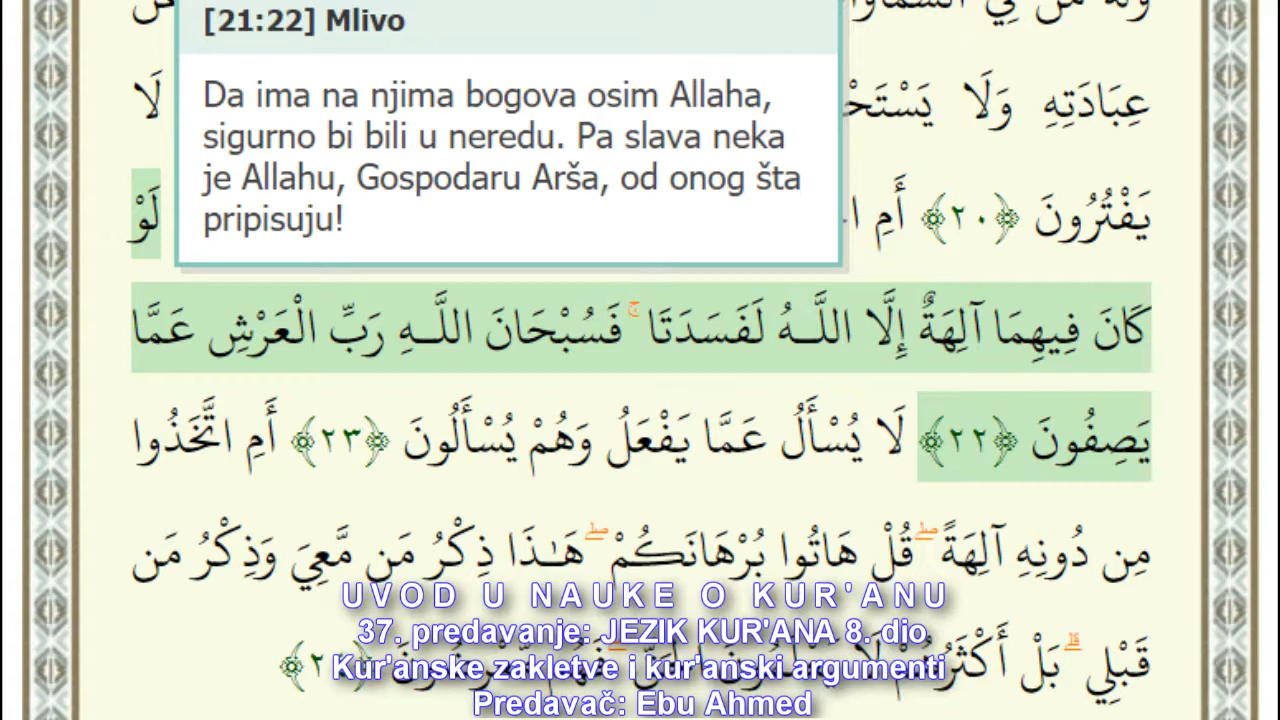 [21:22] Mlivo
Da ima na njima bogova osim Allaha,
sigurno bi bili u neredu. Pa slava neka
je Allahu, Gospodaru Arša, od onog šta
pripisuju!
عِبَادَتِهِ وَلَا لَا
يَفْتُرُونَ ﴿٢٠﴾ أَمِ لَوْ
كَانَ فِيهِمَا آلِهَةٌ إِلَّا اللَّـهُ لَفَسَدَتَا ۚ فَسُبْحَانَ اللَّـهِ رَبِّ الْعَرْشِ عَمَّا
يَصِفُونَ ﴿٢٢﴾ لَا يُسْأَلُ عَمَّا يَفْعَلُ وَهُمْ يُسْأَلُونَ ﴿٢٣﴾ أَمِ اتَّخَذُوا
مِن دُونِهِ آلِهَةً ۖ قُلْ هَاتُوا بُرْهَانَكُمْ ۖ هَـٰذَا ذِكْرُ مَن مَّعِيَ وَذِكْرُ مَن
قَبْلِي ۗ بَلْ أَكْثَرُهُمْ لَا
UVOD U NAUKE O KUR'ANU
37. predavanje: JEZIK KUR'ANA 8. dio
Kur'anske zakletve i kur'anski argumenti
Predavač: Ebu Ahmed